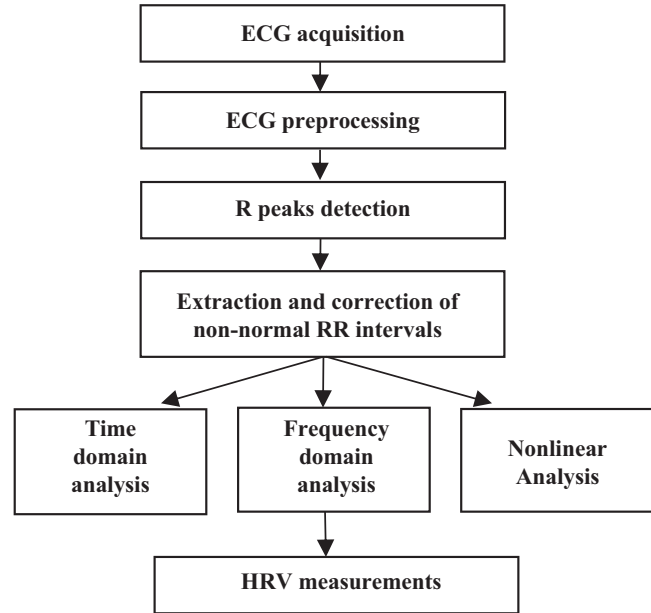 ECG acquisition
ECG preprocessing
R peaks detection
Extraction and correction of
non-normal RR intervals
Time
domain
analysis
Frequency
domain
analysis
Nonlinear
Analysis
HRV measurements